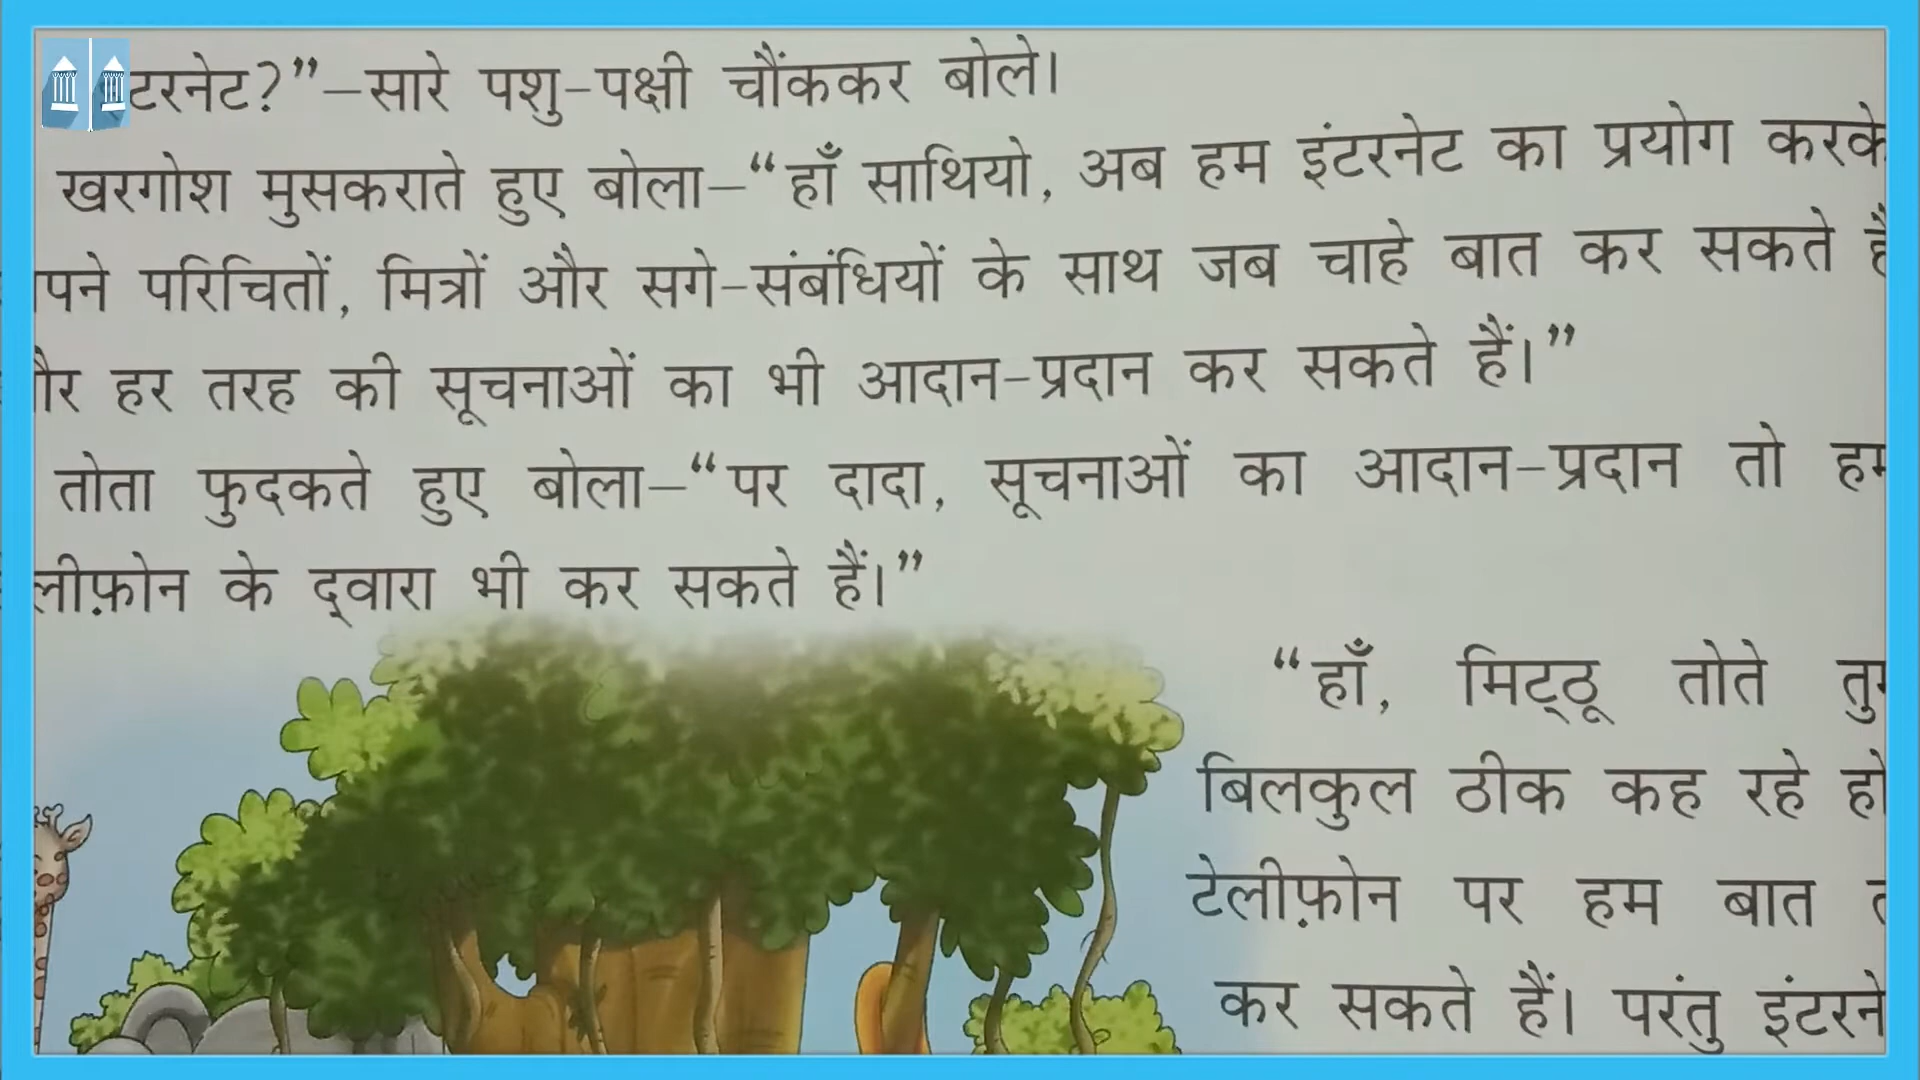 टरनेट?”–सारे पशु-पक्षी चौंककर बोले।
खरगोश मुसकराते हुए बोला–“हाँ साथियो, अब हम इंटरनेट का प्रयोग करके
पने परिचितों, मित्रों और सगे-संबंधियों के साथ जब चाहे बात कर सकते है
ौर हर तरह की सूचनाओं का भी आदान-प्रदान कर सकते हैं।”
तोता फुदकते हुए बोला–“पर दादा, सूचनाओं का आदान-प्रदान तो हम
लीफ़ोन के द्‌वारा भी कर सकते हैं।”
“हाँ, मिट्‌ठू तोते तु
बिलकुल ठीक कह रहे हो
टेलीफ़ोन पर हम बात
कर सकते हैं। परंतु इंटरने